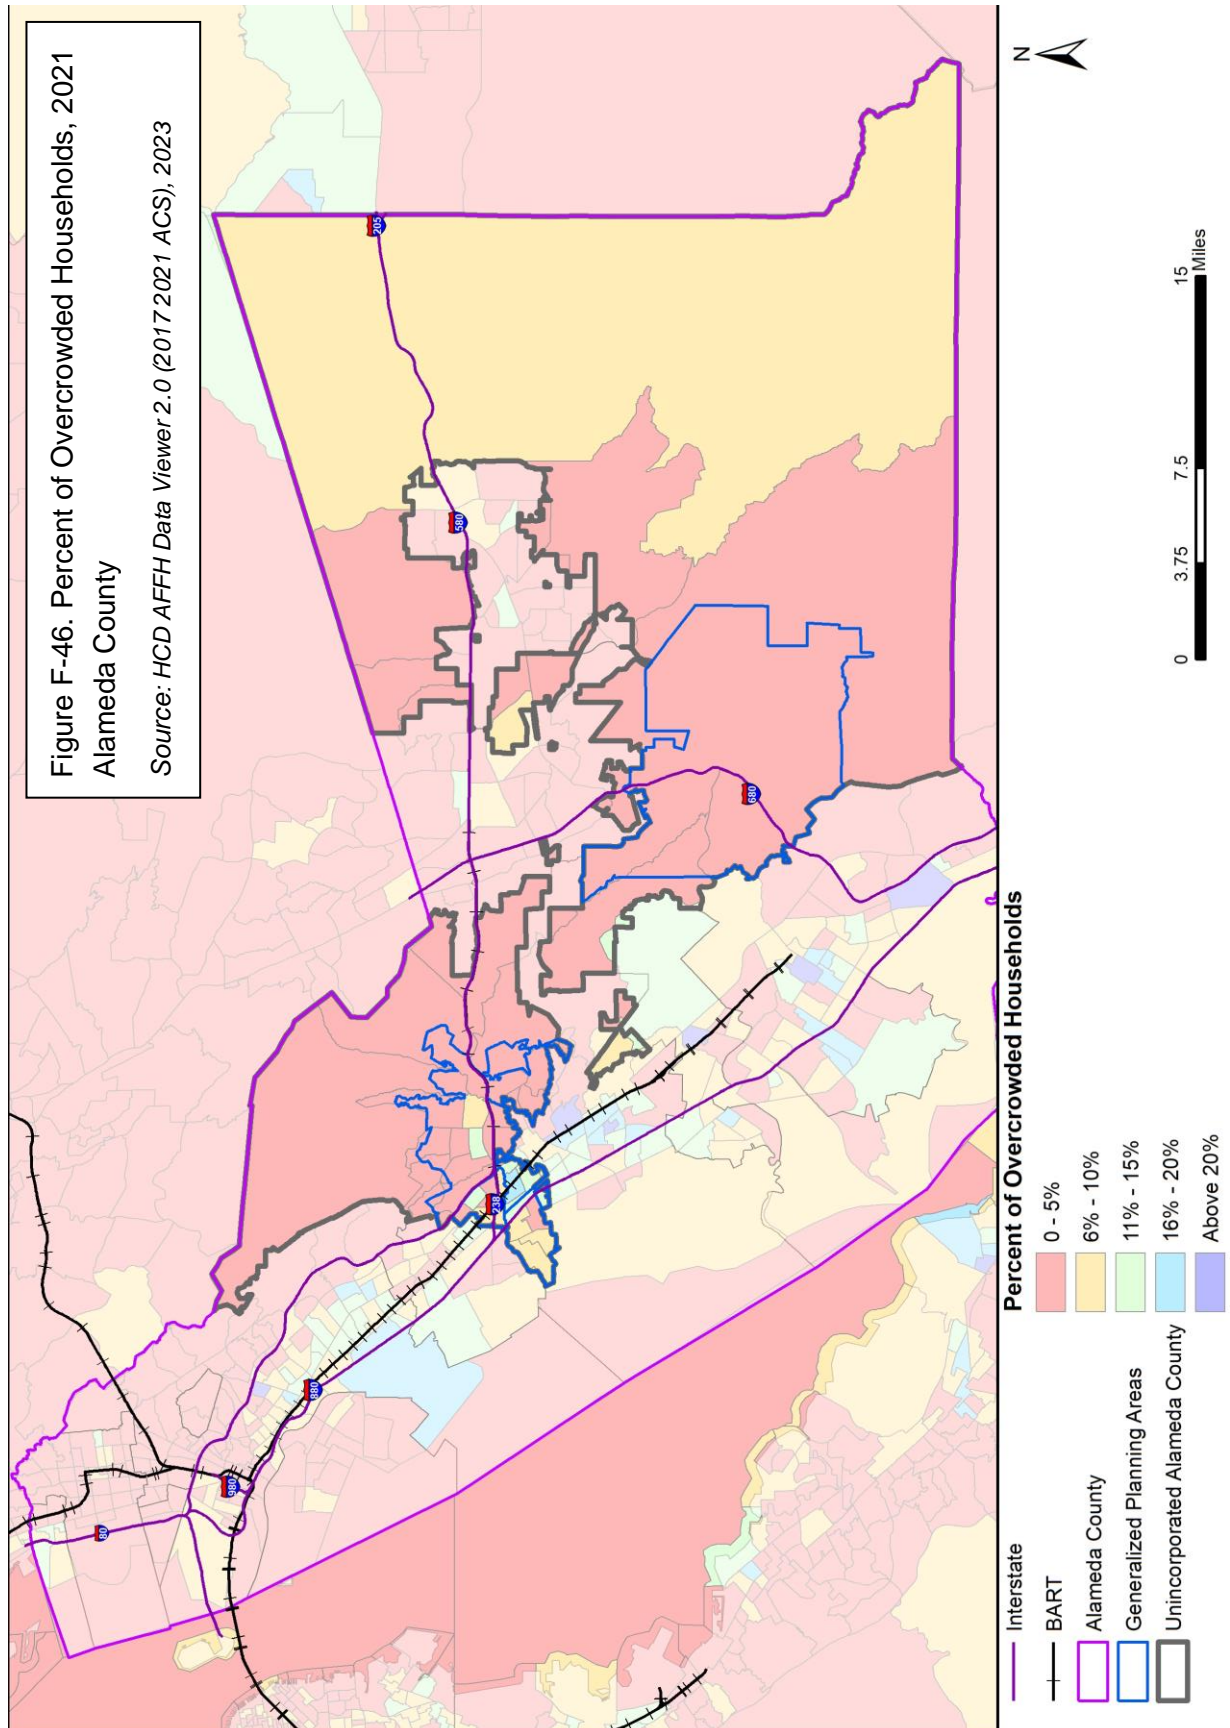 Figure F-46. Percent of Overcrowded Households, 2021
Alameda County
Source: HCD AFFH Data Viewer 2.0 (2017 2021 ACS), 2023
N
80
980
880
238
580
205
680
Interstate
BART
Alameda County
Generalized Planning Areas
Unincorporated Alameda County
Percent of Overcrowded Households
0 - 5%
6% - 10%
11% - 15%
16% - 20%
Above 20%
0 3.75 7.5 15
Miles